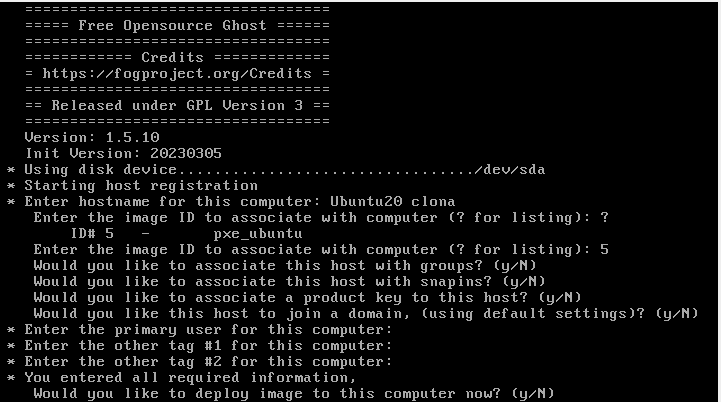 ==================================
===== Free Opensource Ghost ======
==================================
============ Credits =============
= https://fogproject.org/Credits =
==================================
== Released under GPL Version 3 ==
==================================
Version: 1.5.10
Init Version: 20230305
* Using disk device................................/dev/sda
* Starting host registration
* Enter hostname for this computer: Ubuntu20 clona
Enter the image ID to associate with computer (? for listing): ?
ID# 5 - pxe_ubuntu
Enter the image ID to associate with computer (? for listing): 5
Would you like to associate this host with groups? (y/N)
Would you like to associate this host with snapins? (y/N)
Would you like to associate a product key to this host? (y/N)
Would you like this host to join a domain, (using default settings)? (y/N)
* Enter the primary user for this computer:
* Enter the other tag #1 for this computer:
* Enter the other tag #2 for this computer:
* You entered all required information,
Would you like to deploy image to this computer now? (y/N)